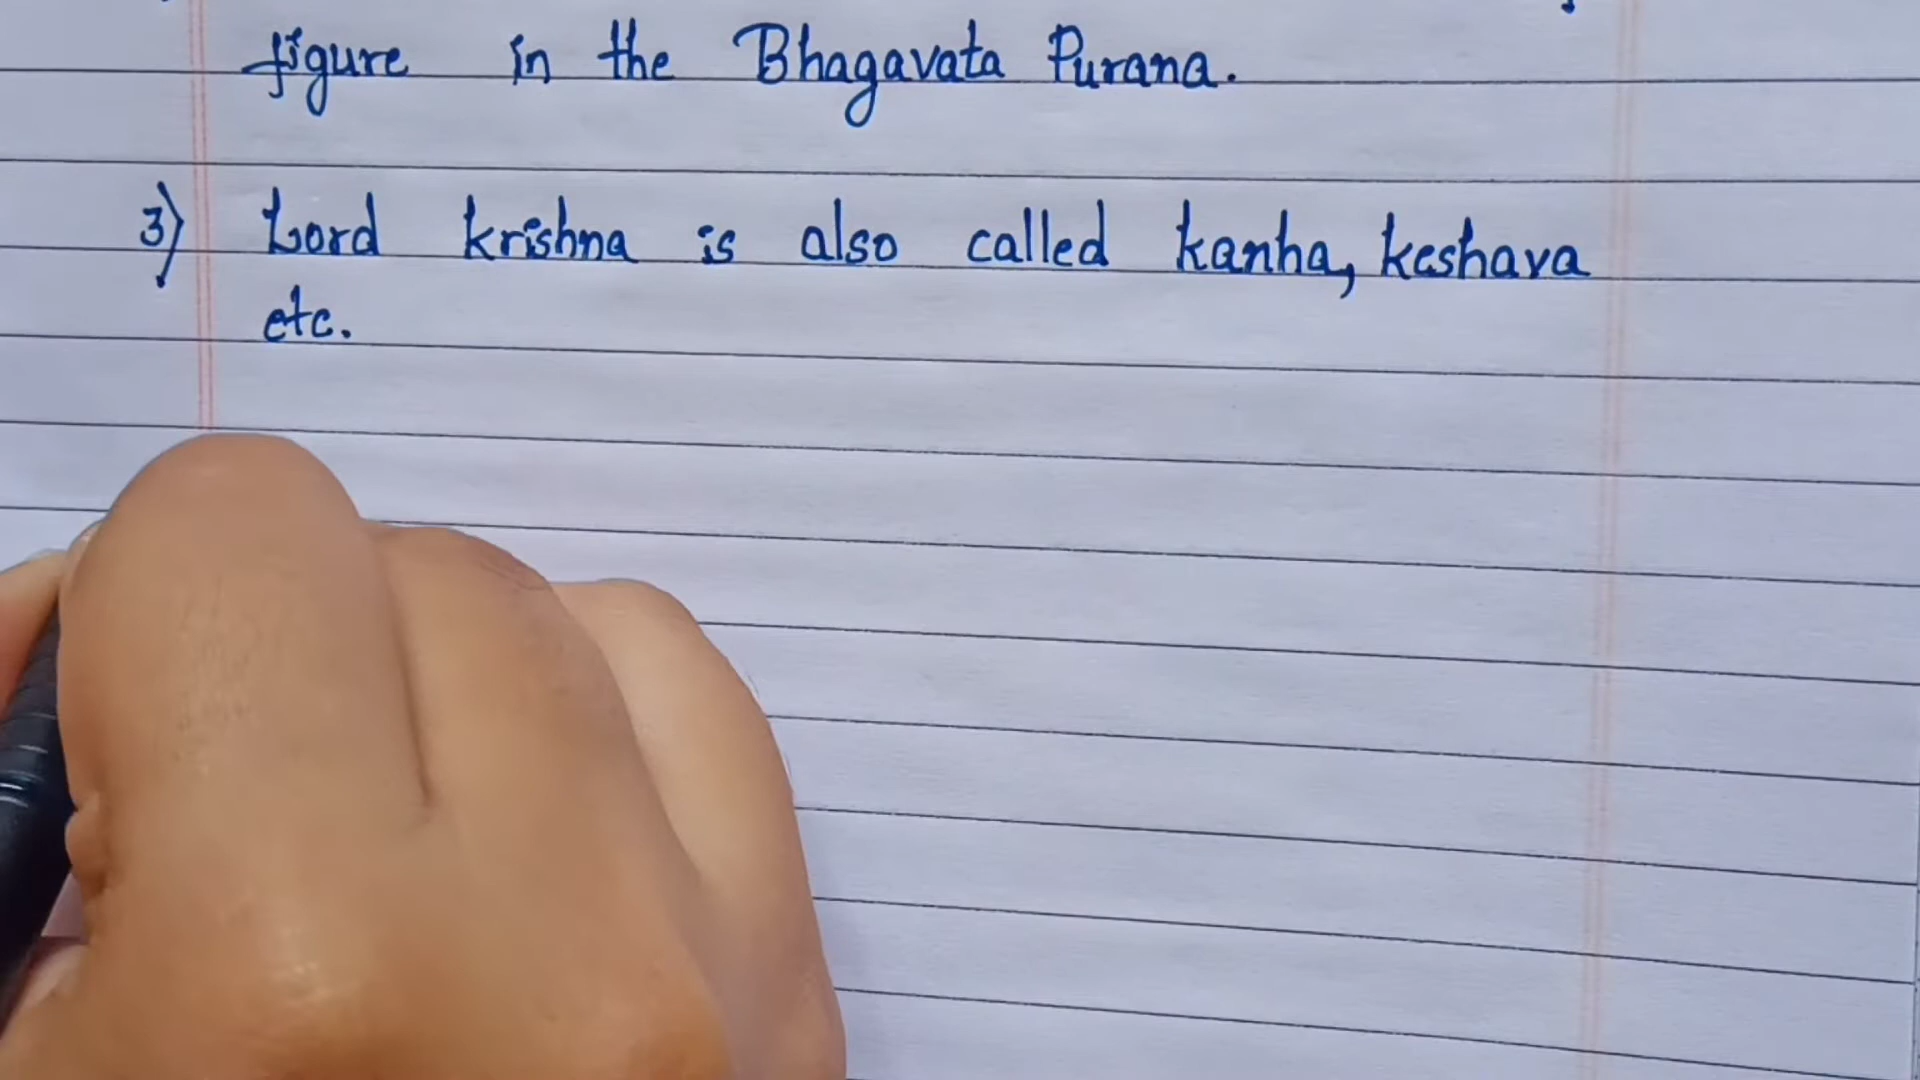 figure in the Bhagavata Purana.
3) Lord krishna is also called kanha, keshava
etc.